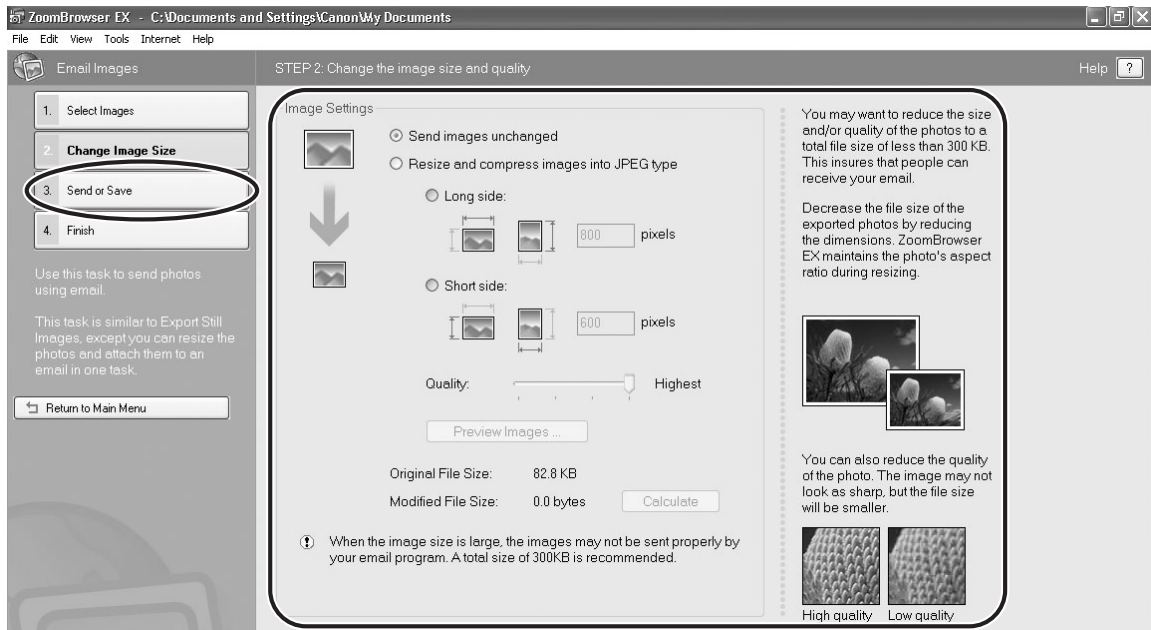 ZoomBrowser EX - C:\Documents and Settings\Canon\My Documents
File Edit View Tools Internet Help
Email Images
STEP 2: Change the image size and quality
Help ?
1. Select Images
2. Change Image Size
3. Send or Save
4. Finish
Use this task to send photos
using email.
This task is similar to Export Still
Images, except you can resize the
photos and attach them to an
email in one task.
Return to Main Menu
Image Settings
Send images unchanged
Resize and compress images into JPEG type
Long side:
800 pixels
Short side:
600 pixels
Quality: Highest
Preview Images ...
Original File Size: 82.8 KB
Modified File Size: 0.0 bytes Calculate
When the image size is large, the images may not be sent properly by
your email program. A total size of 300KB is recommended.
You may want to reduce the size
and/or quality of the photos to a
total file size of less than 300 KB.
This insures that people can
receive your email.
Decrease the file size of the
exported photos by reducing
the dimensions. ZoomBrowser
EX maintains the photo's aspect
ratio during resizing.
You can also reduce the quality
of the photo. The image may not
look as sharp, but the file size
will be smaller.
High quality Low quality